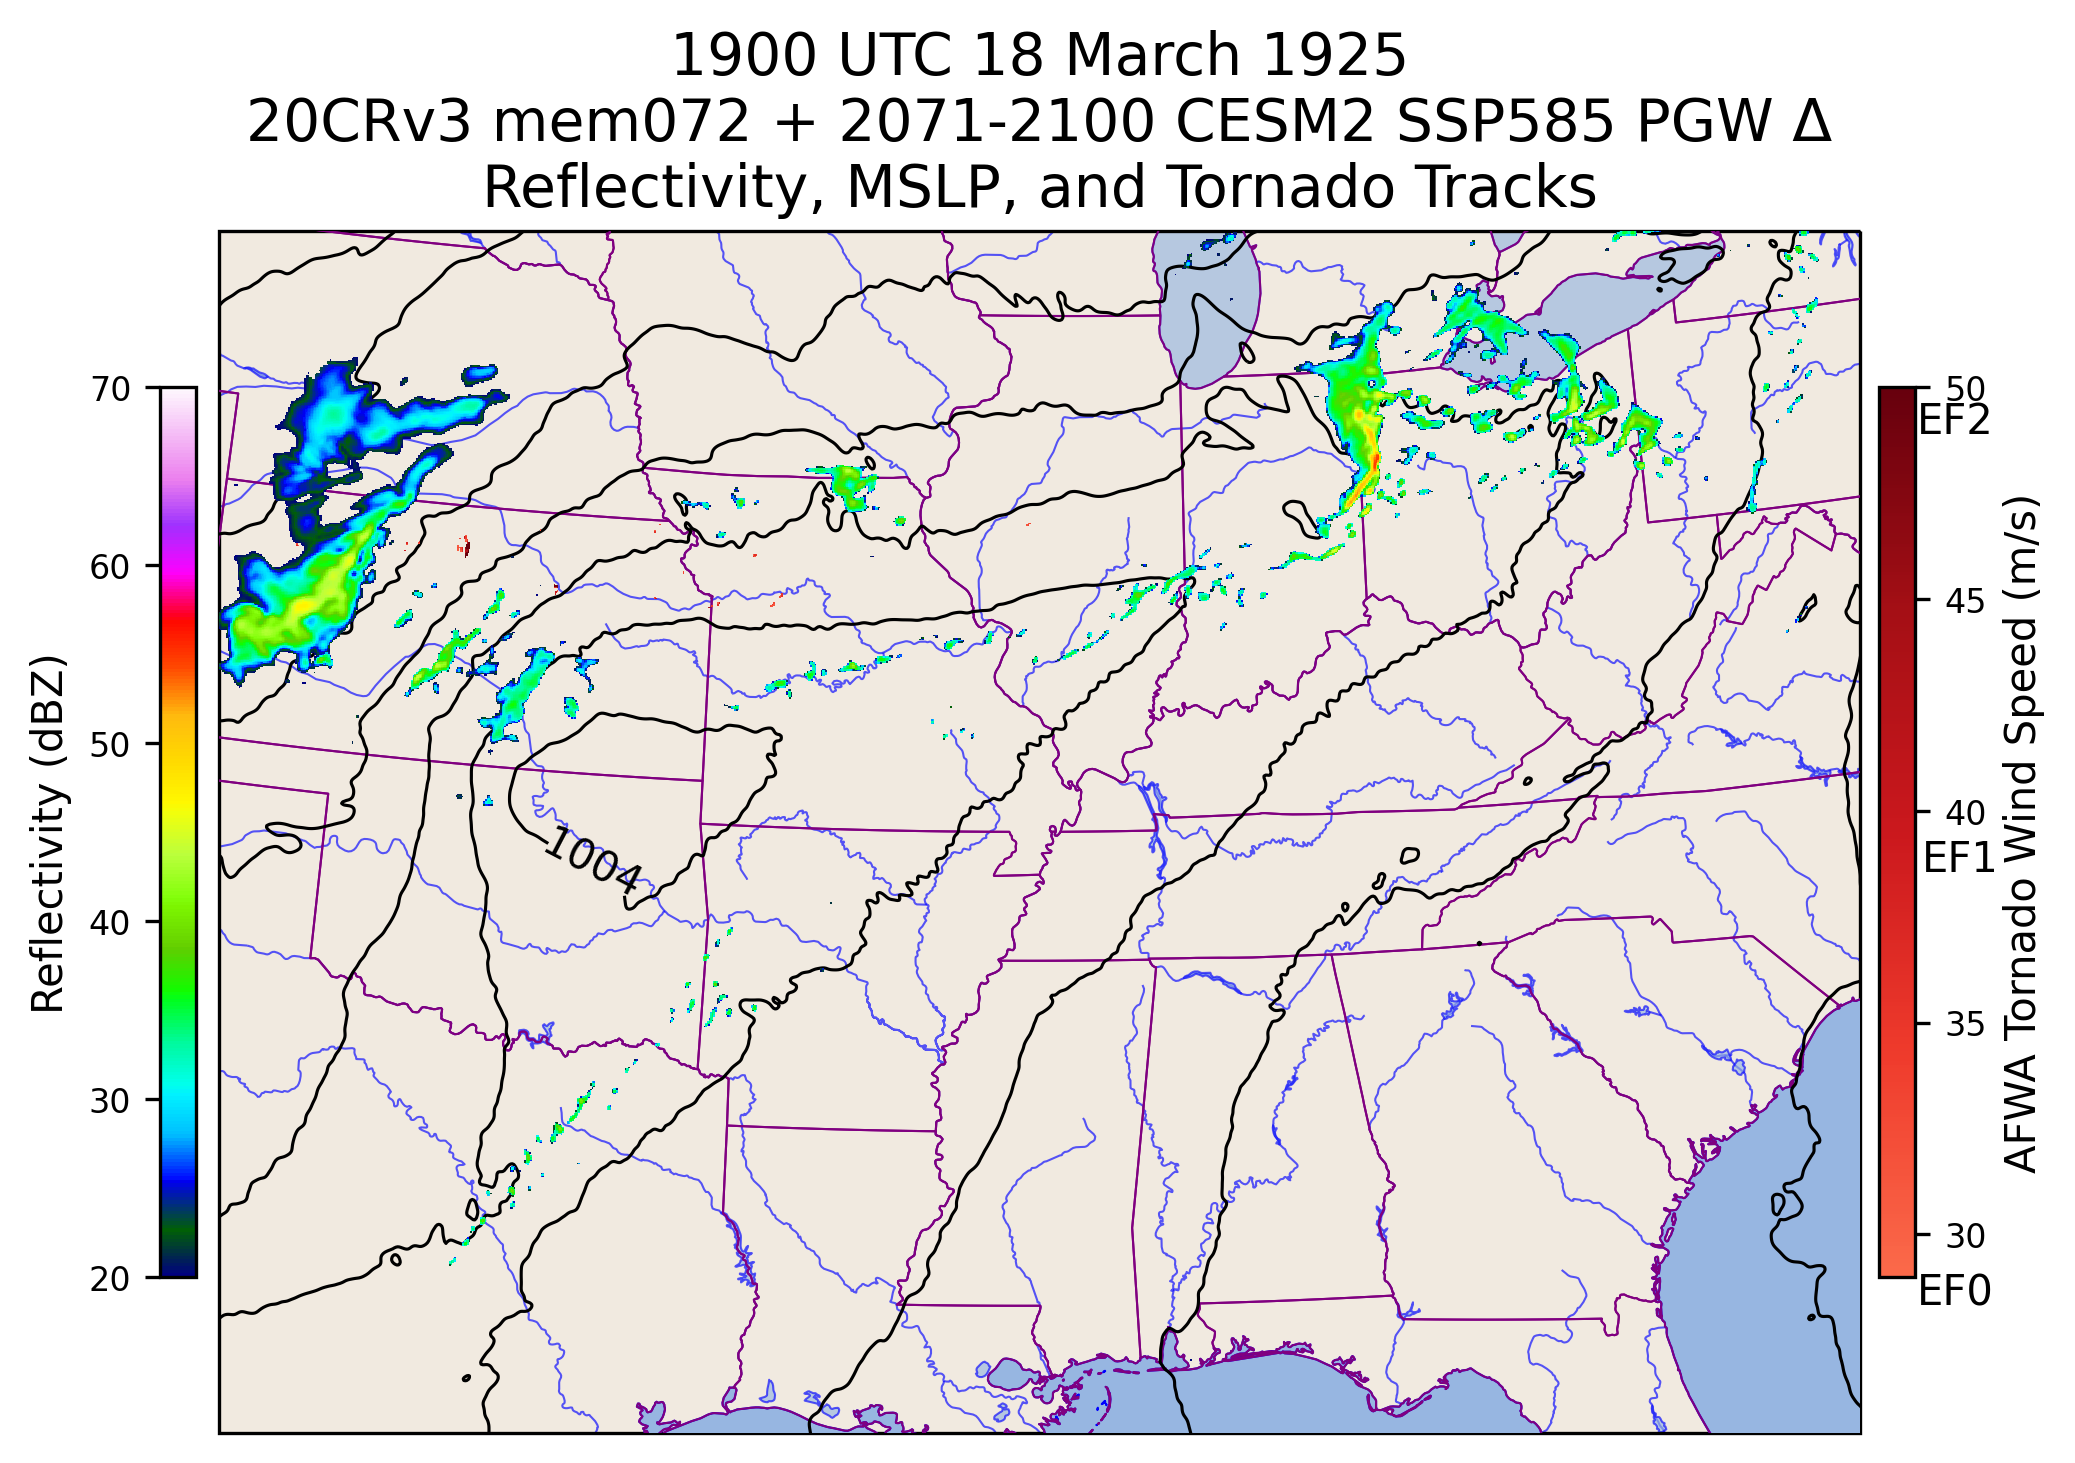 1900 UTC 18 March 1925
20CRv3 mem072 + 2071-2100 CESM2 SSP585 PGW Δ
Reflectivity, MSLP, and Tornado Tracks
70
60
50
40
30
20
Reflectivity (dBZ)
1004
50
EF2
45
40
EF1
35
30
EF0
AFWA Tornado Wind Speed (m/s)